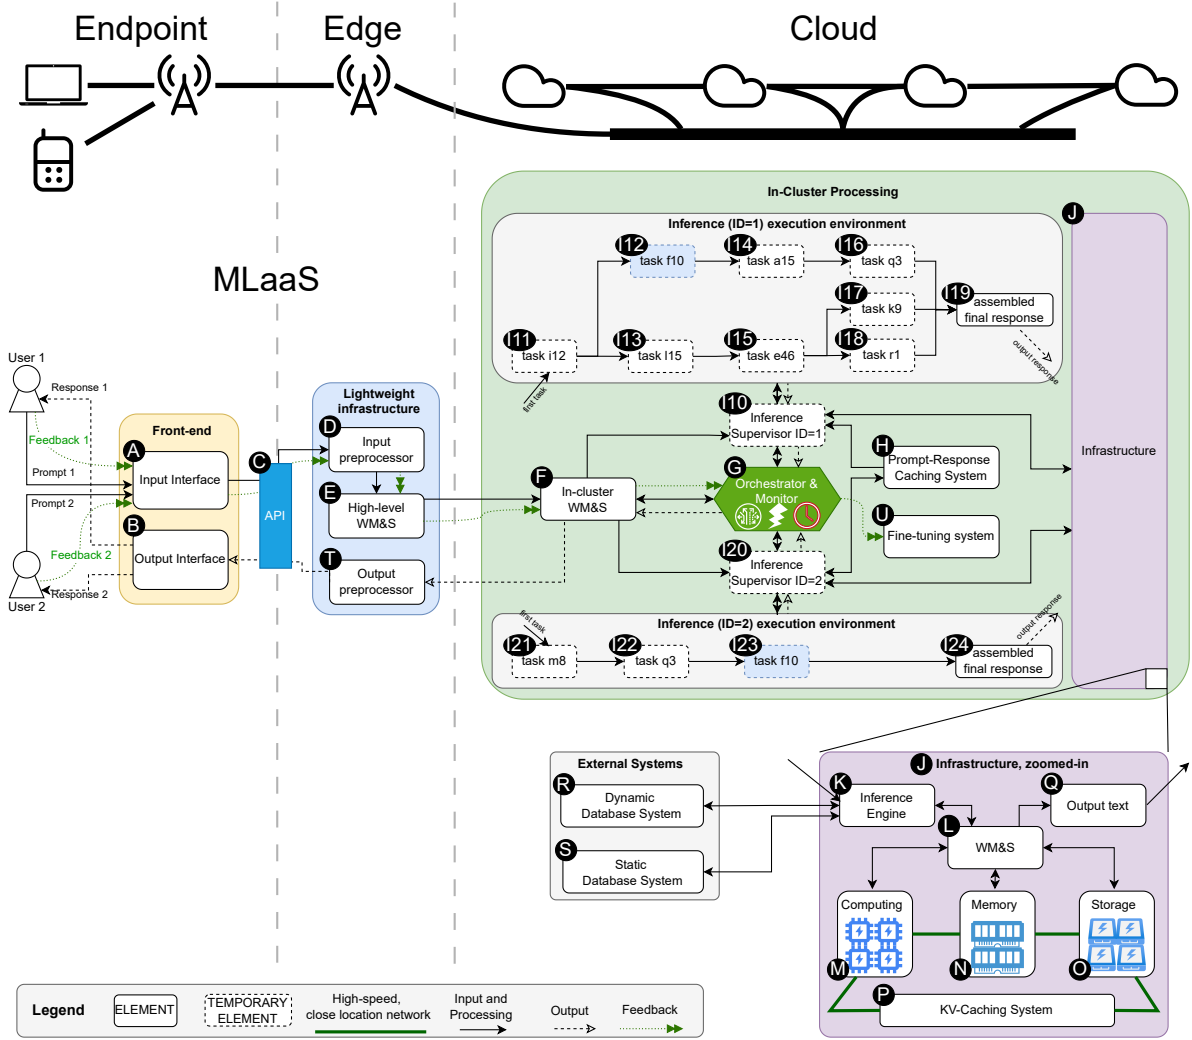 Endpoint
Edge
Cloud
MLaaS
In-Cluster Processing
Inference (ID=1) execution environment
J
I12
task f10
I14
task a15
I16
task q3
I17
task k9
I19
assembled
final response
I11
task i12
I13
task l15
I15
task e46
I18
task r1
first task
output response
User 1
Response 1
Feedback 1
Prompt 1
Prompt 2
Feedback 2
Response 2
User 2
Front-end
A
Input Interface
B
Output Interface
C
API
Lightweight
infrastructure
D
Input
preprocessor
E
High-level
WM&S
T
Output
preprocessor
F
In-cluster
WM&S
I10
Inference
Supervisor ID=1
G
Orchestrator &
Monitor
I20
Inference
Supervisor ID=2
H
Prompt-Response
Caching System
U
Fine-tuning system
Infrastructure
Inference (ID=2) execution environment
first task
output response
I21
task m8
I22
task q3
I23
task f10
I24
assembled
final response
External Systems
R
Dynamic
Database System
S
Static
Database System
J
Infrastructure, zoomed-in
K
Inference
Engine
Q
Output text
L
WM&S
Computing
M
Memory
N
Storage
O
P
KV-Caching System
Legend
ELEMENT
TEMPORARY
ELEMENT
High-speed,
close location network
Input and
Processing
Output
Feedback